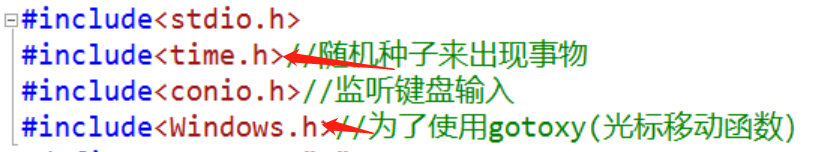 #include<stdio.h>
#include<time.h>//随机种子来出现事物
#include<conio.h>//监听键盘输入
#include<Windows.h>//为了使用gotoxy(光标移动函数)